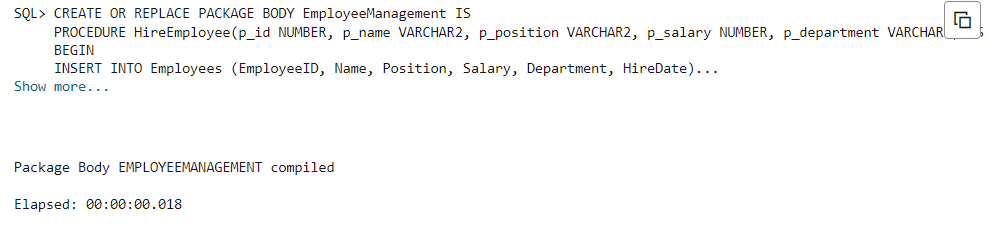 SQL> CREATE OR REPLACE PACKAGE BODY EmployeeManagement IS
PROCEDURE HireEmployee(p_id NUMBER, p_name VARCHAR2, p_position VARCHAR2, p_salary NUMBER, p_department VARCHAR
BEGIN
INSERT INTO Employees (EmployeeID, Name, Position, Salary, Department, HireDate)...
Show more...
Package Body EMPLOYEEMANAGEMENT compiled
Elapsed: 00:00:00.018